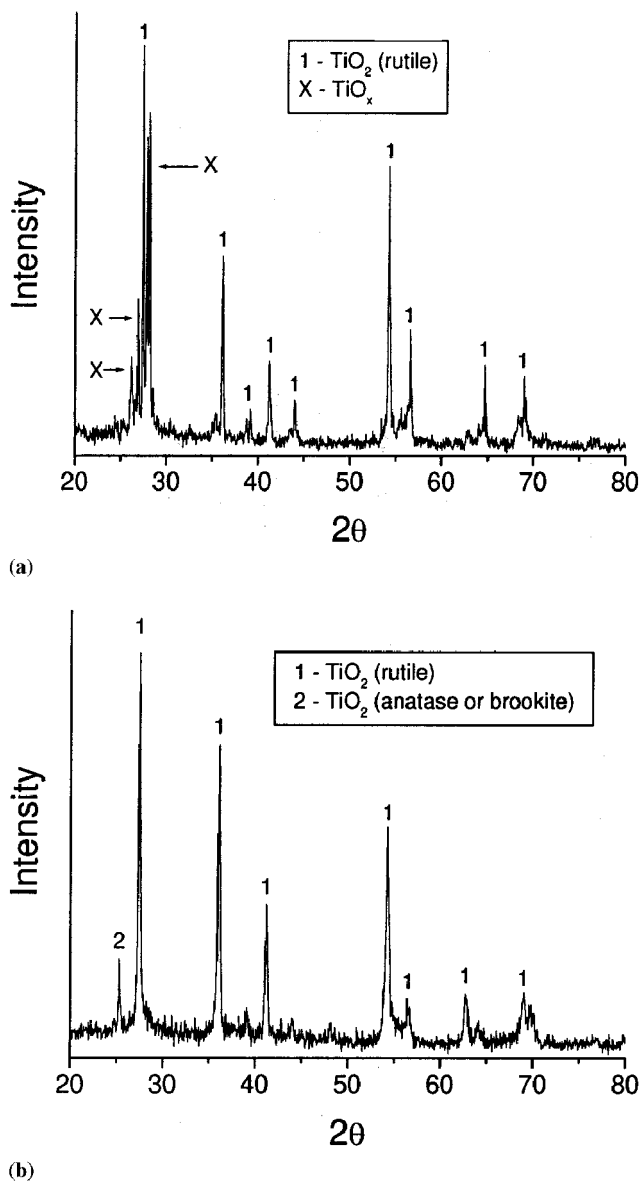 1
1 - TiO₂ (rutile)
X - TiOₓ
X
1
1
X
1
X
1
1
1
1
1
Intensity
20 30 40 50 60 70 80
2θ
(a)
1
1 - TiO₂ (rutile)
2 - TiO₂ (anatase or brookite)
1
1
1
2
1
1
1
Intensity
20 30 40 50 60 70 80
2θ
(b)